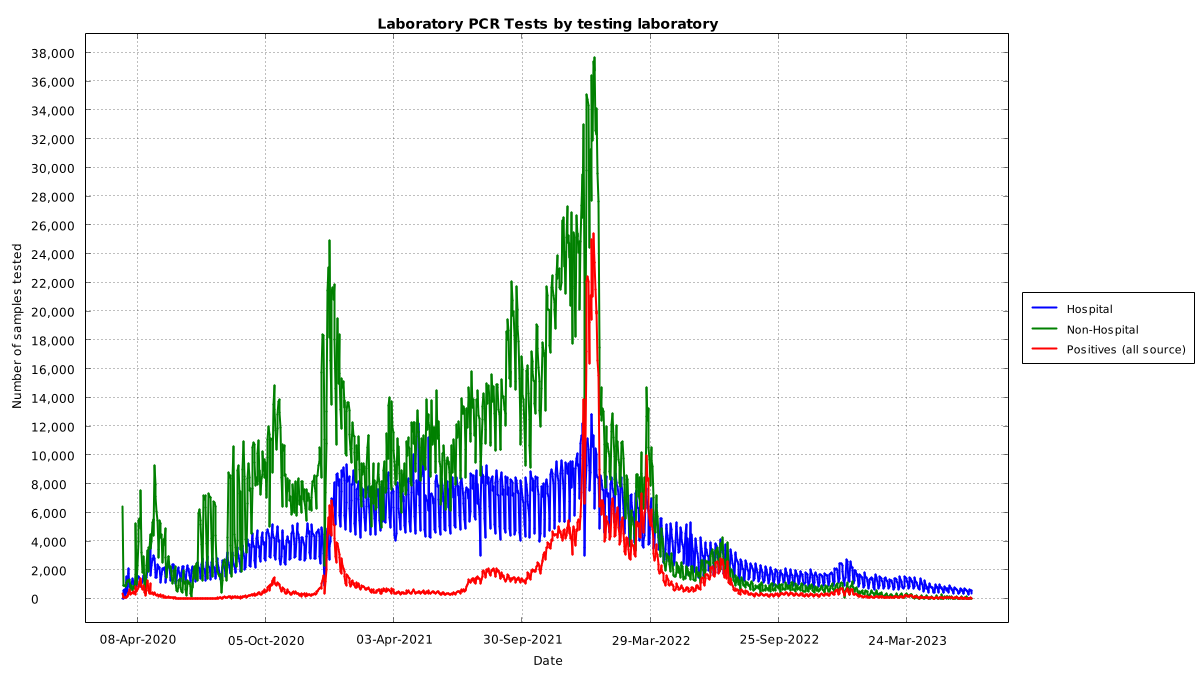 Laboratory PCR Tests by testing laboratory
38,000
36,000
34,000
32,000
30,000
28,000
26,000
24,000
22,000
20,000
18,000
16,000
14,000
12,000
10,000
8,000
6,000
4,000
2,000
0
Number of samples tested
08-Apr-2020 05-Oct-2020 03-Apr-2021 30-Sep-2021 29-Mar-2022 25-Sep-2022 24-Mar-2023
Date
Hospital
Non-Hospital
Positives (all source)